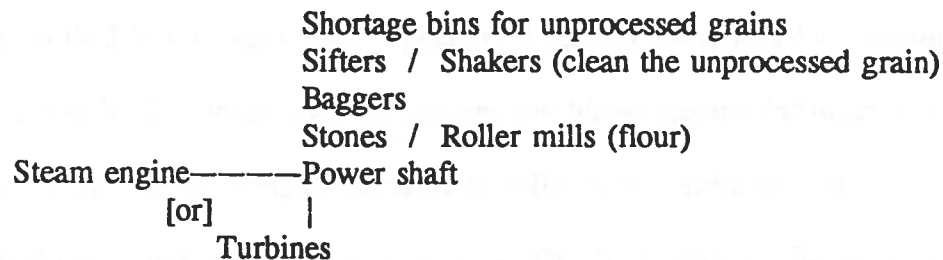 Shortage bins for unprocessed grains
Sifters / Shakers (clean the unprocessed grain)
Baggers
Stones / Roller mills (flour)
Steam engine————Power shaft
[or] |
Turbines